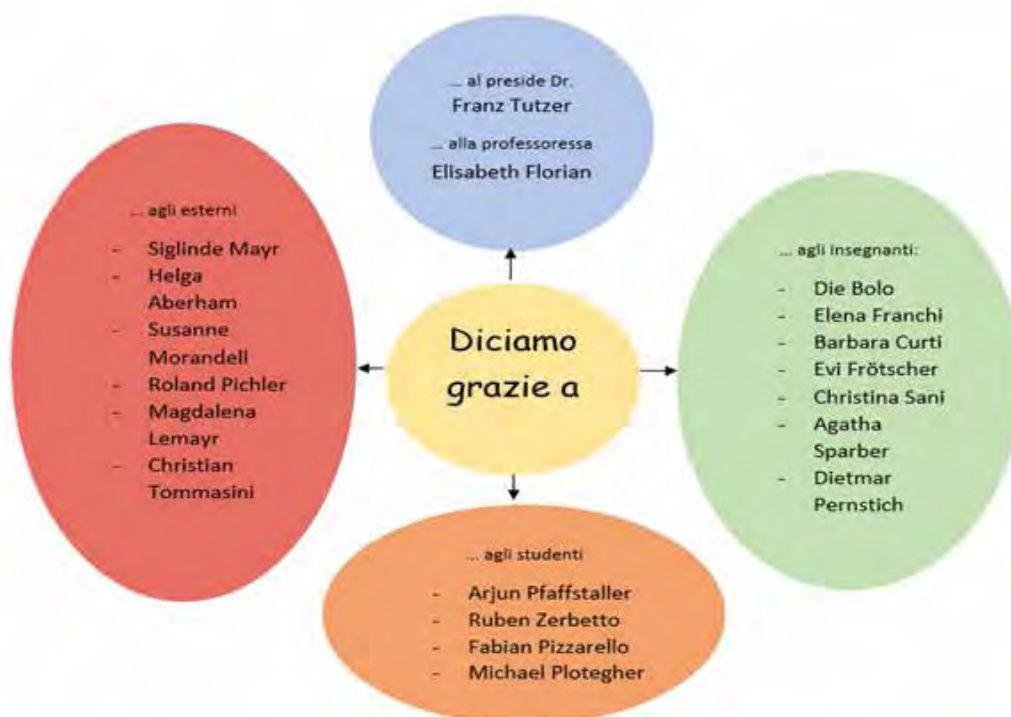 ... al preside Dr.
Franz Tutzer
... alla professoressa
Elisabeth Florian
... agli esterni
- Siglinde Mayr
- Helga
Aberham
- Susanne
Morandell
- Roland Pichler
- Magdalena
Lemayr
- Christian
Tommasini
Diciamo
grazie a
... agli insegnanti:
- Die Bolo
- Elena Franchi
- Barbara Curti
- Evi Frötscher
- Christina Sani
- Agatha
Sparber
- Dietmar
Pernstich
... agli studenti
- Arjun Pfaffstaller
- Ruben Zerbetto
- Fabian Pizzarello
- Michael Plotegher